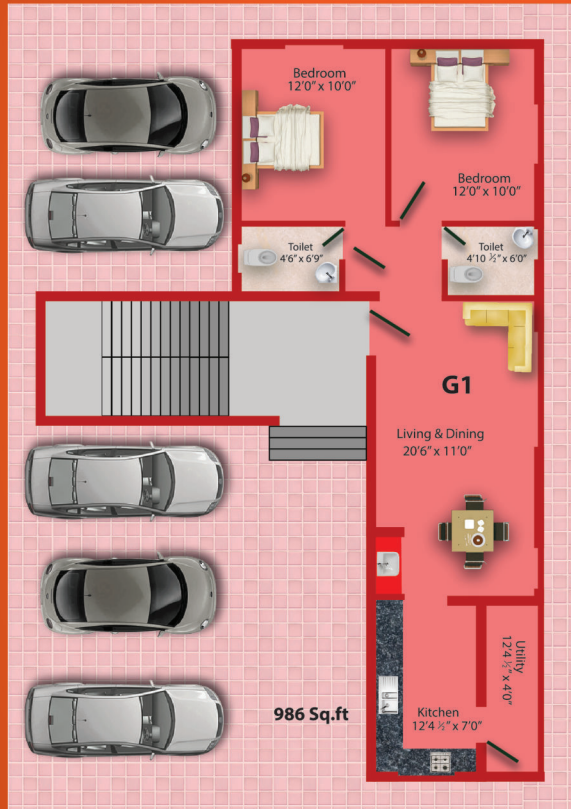 Bedroom
12'0" x 10'0"
Bedroom
12'0" x 10'0"
Toilet
4'6" x 6'9"
Toilet
4'10 ½" x 6'0"
G1
Living & Dining
20'6" x 11'0"
Utility
12'4 ½" x 4'0"
986 Sq.ft
Kitchen
12'4 ½" x 7'0"